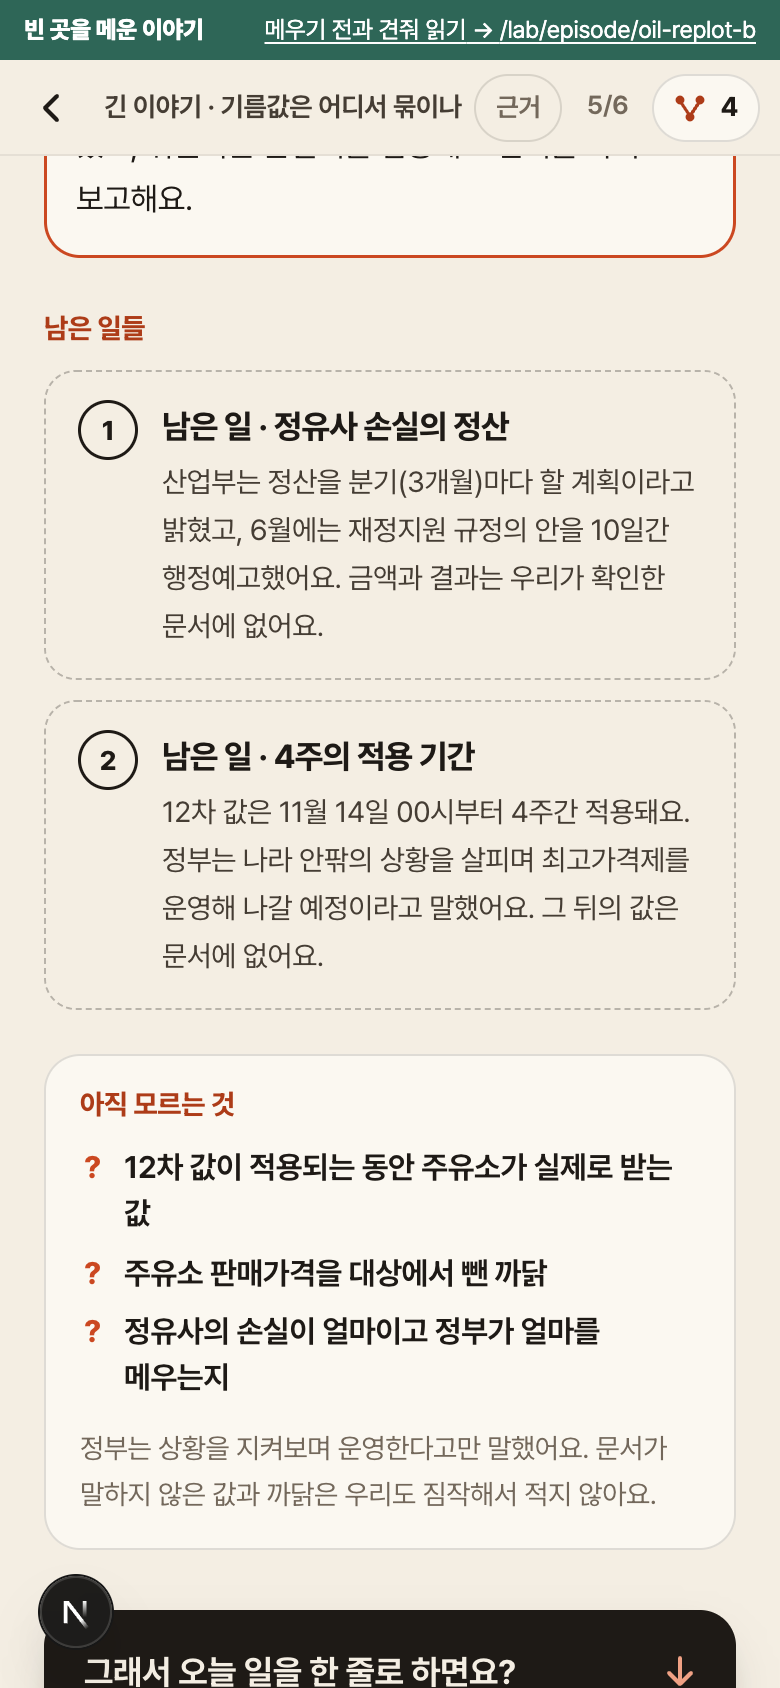 빈 곳을 메운 이야기
메우기 전과 견줘 읽기 → /lab/episode/oil-replot-b
긴 이야기 · 기름값은 어디서 묶이나
근거
5/6
4
보고해요.
남은 일들
1
남은 일 · 정유사 손실의 정산
산업부는 정산을 분기(3개월)마다 할 계획이라고
밝혔고, 6월에는 재정지원 규정의 안을 10일간
행정예고했어요. 금액과 결과는 우리가 확인한
문서에 없어요.
2
남은 일 · 4주의 적용 기간
12차 값은 11월 14일 00시부터 4주간 적용돼요.
정부는 나라 안팎의 상황을 살피며 최고가격제를
운영해 나갈 예정이라고 말했어요. 그 뒤의 값은
문서에 없어요.
아직 모르는 것
? 12차 값이 적용되는 동안 주유소가 실제로 받는
값
? 주유소 판매가격을 대상에서 뺀 까닭
? 정유사의 손실이 얼마이고 정부가 얼마를
메우는지
정부는 상황을 지켜보며 운영한다고만 말했어요. 문서가
말하지 않은 값과 까닭은 우리도 짐작해서 적지 않아요.
N
그래서 오늘 일을 한 줄로 하면요?
↓